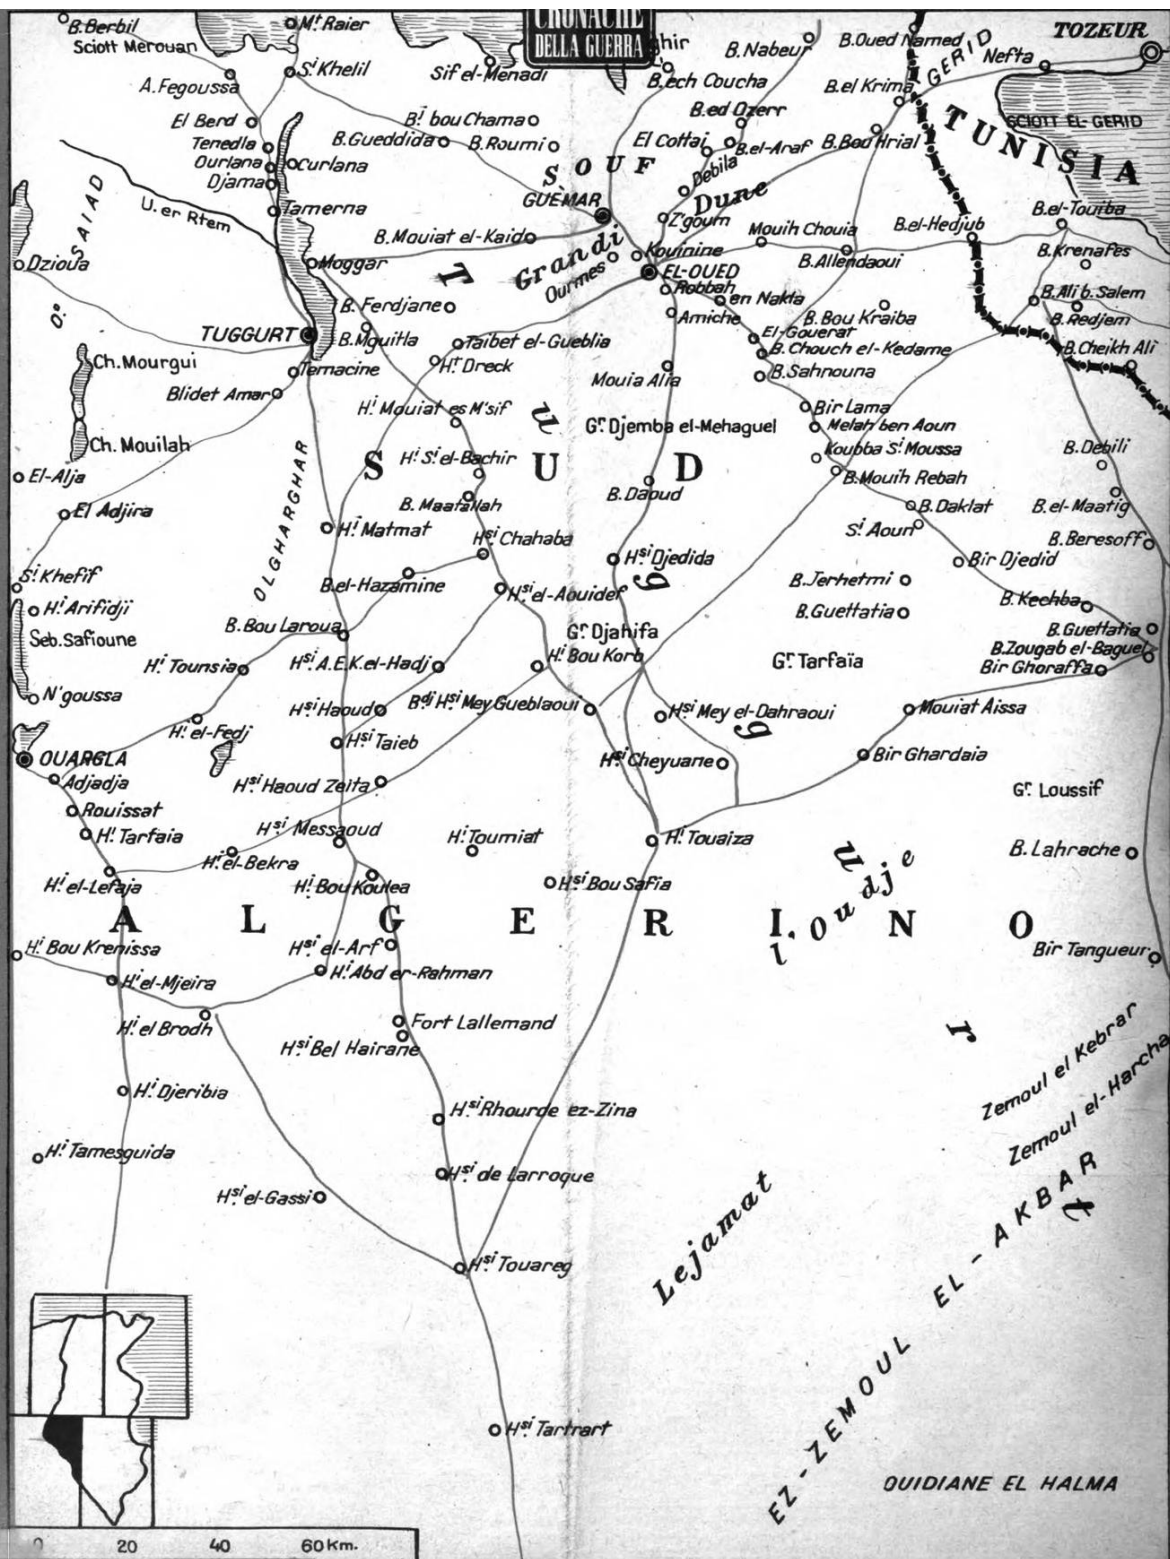 CRONACHE
DELLA GUERRA
B. Berbil
Mt. Raier
Sciott Merouan
A. Fegoussa
Si Khelil
Sif el-Menadi
B. ech Coucha
B. Nabeur
B. Oued Named
GERID
Nefta
TOZEUR
B. el Krima
SCIOTT EL-GERID
TUNISIA
El Berd
Tenedla
Ourlana
Curlana
Djama
Tamerna
B. bou Chama
B. Gueddida
B. Roumi
B. ed Ozerr
El Cottaj
B. el-Araf
B. Bou Hrial
Debila
SOUF
GUÈMAR
Z'goum
Grandi Dune
Ourmes
Kouinine
EL-OUED
Robbah
Amiche
Mouih Chouia
B. Allendaoui
B. el-Hedjub
B. el-Touiba
B. Krenafes
B. Ali b. Salem
B. Redjem
B. Cheikh Ali
SAIAD
U. er Rtem
Dzioua
Moggar
B. Mouiat el-Kaid
B. Ferdjane
TUGGURT
B. Mguitla
Taibet el-Gueblia
Hi. Dreck
Temacine
Blidet Amar
en Nakla
El-Gouerat
B. Bou Kraiba
B. Chouch el-Kedame
B. Sahnouna
Mouia Alia
Ch. Mourgui
Ch. Mouilah
Hi. Mouiat es M'sif
Gr. Djemba el-Mehaguel
Bir Lama
Melah ben Aoun
Koubba Si Moussa
B. Mouih Rebah
B. Debili
El-Alja
El Adjira
OLGHARGHAR
SUD
Hi. Si el-Bachir
B. Maatallah
B. Daoud
B. Daklat
Si Aoun
B. el-Maatig
B. Beresoff
Hi. Matmat
Hsi. Chahaba
Hsi. Djedida
Bir Djedid
Si. Khefif
Hi. Arifidji
Seb. Safioune
B. el-Hazamine
Hsi. el-Aouidef
B. Jerhetmi
B. Guettatia
B. Kechba
B. Bou Laroua
Gr. Djahifa
B. Guettatia
B. Zougab el-Baguel
Bir Ghoraffa
Hi. Tounsia
Hsi. A.E.K. el-Hadj
Hi. Bou Korb
Gr. Tarfaïa
N'goussa
Hsi. Haoud
Bdj Hsi. Mey Gueblaoui
Hsi. Mey el-Dahraoui
Mouiat Aissa
Hi. el-Fedj
Hsi. Taieb
Hsi. Cheyuane
Bir Ghardaia
OUARGLA
Adjadja
Hsi. Haoud Zeita
Gr. Loussif
Rouissat
Hi. Tarfaia
Hsi. Messaoud
Hi. Toumiat
Hi. Touaiza
B. Lahrache
Hi. el-Bekra
Hi. el-Lefaja
Hi. Bou Koulea
Hsi. Bou Safia
l'Oudje
ALGERINO
Tuggurt
Hi. Bou Krenissa
Hsi. el-Arf
Hi. el-Mjeira
Hi. Abd er-Rahman
Bir Tangueur
Hi. el Brodh
Fort Lallemand
Hsi. Bel Hairane
Zemoul el Kebrar
Zemoul el-Harcha
Hi. Djeribia
Hsi. Rhourde ez-Zina
Hi. Tamesguida
Hsi. de Larroque
Hsi. el-Gassi
Lejamat
Hsi. Touareg
EZ-ZEMOUL EL-AKBAR
Hsi. Tartrart
OUIDIANE EL HALMA
0 20 40 60 Km.